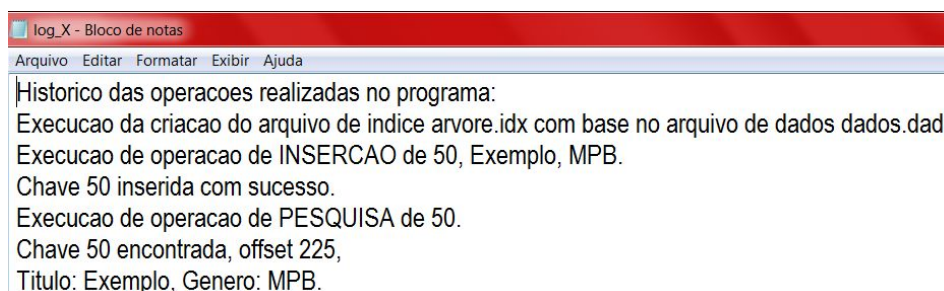 log_X - Bloco de notas
Arquivo Editar Formatar Exibir Ajuda
Historico das operacoes realizadas no programa:
Execucao da criacao do arquivo de indice arvore.idx com base no arquivo de dados dados.dad
Execucao de operacao de INSERCAO de 50, Exemplo, MPB.
Chave 50 inserida com sucesso.
Execucao de operacao de PESQUISA de 50.
Chave 50 encontrada, offset 225,
Titulo: Exemplo, Genero: MPB.